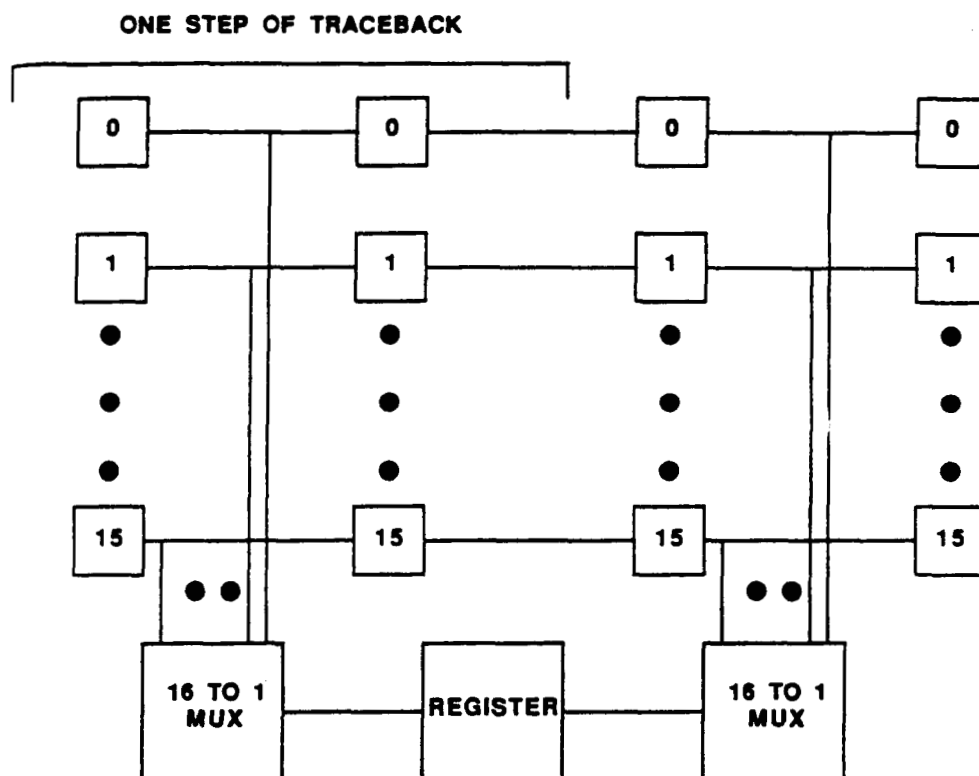 ONE STEP OF TRACEBACK
0 0 0 0
1 1 1 1
15 15 15 15
16 TO 1
MUX
REGISTER
16 TO 1
MUX